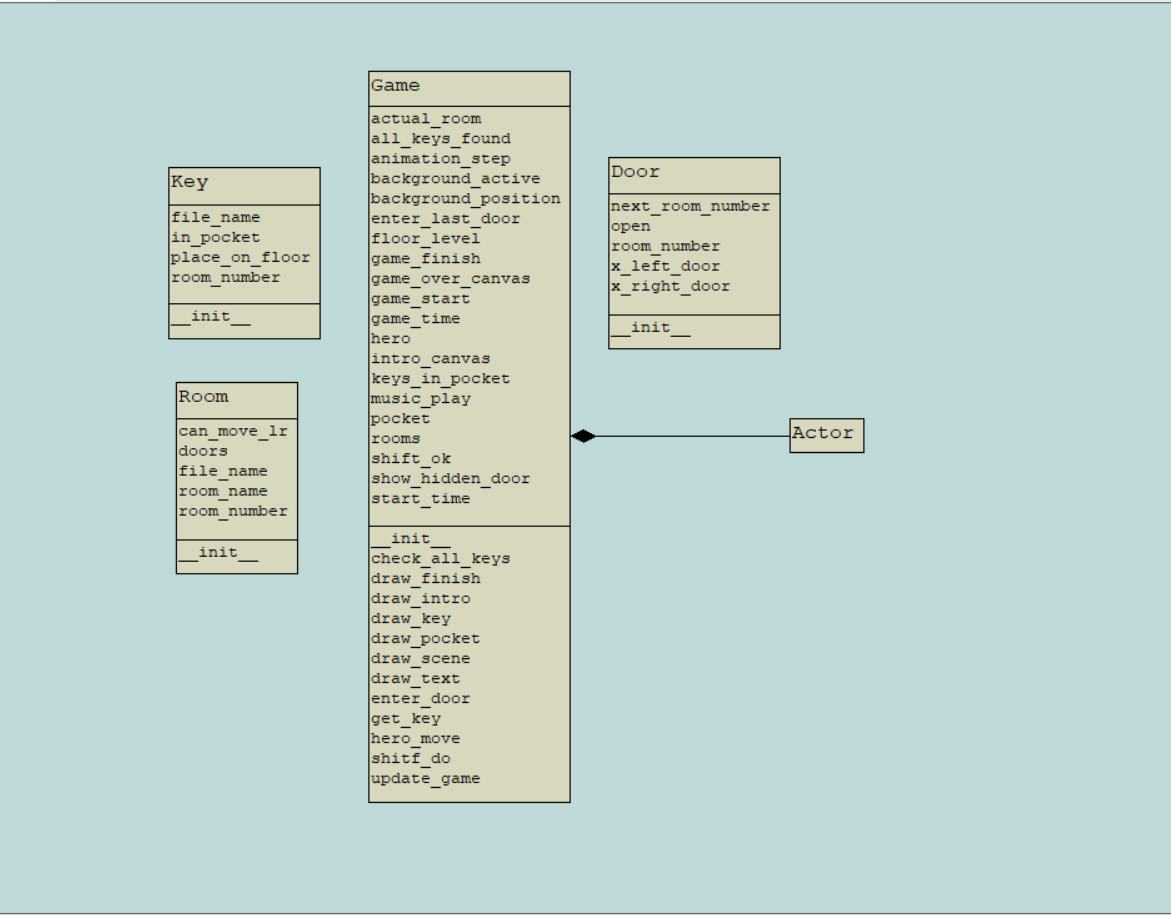 Game
actual_room
all_keys_found
animation_step
background_active
background_position
enter_last_door
floor_level
game_finish
game_over_canvas
game_start
game_time
hero
intro_canvas
keys_in_pocket
music_play
pocket
rooms
shift_ok
show_hidden_door
start_time
__init__
check_all_keys
draw_finish
draw_intro
draw_key
draw_pocket
draw_scene
draw_text
enter_door
get_key
hero_move
shitf_do
update_game
Key
file_name
in_pocket
place_on_floor
room_number
__init__
Room
can_move_lr
doors
file_name
room_name
room_number
__init__
Door
next_room_number
open
room_number
x_left_door
x_right_door
__init__
Actor